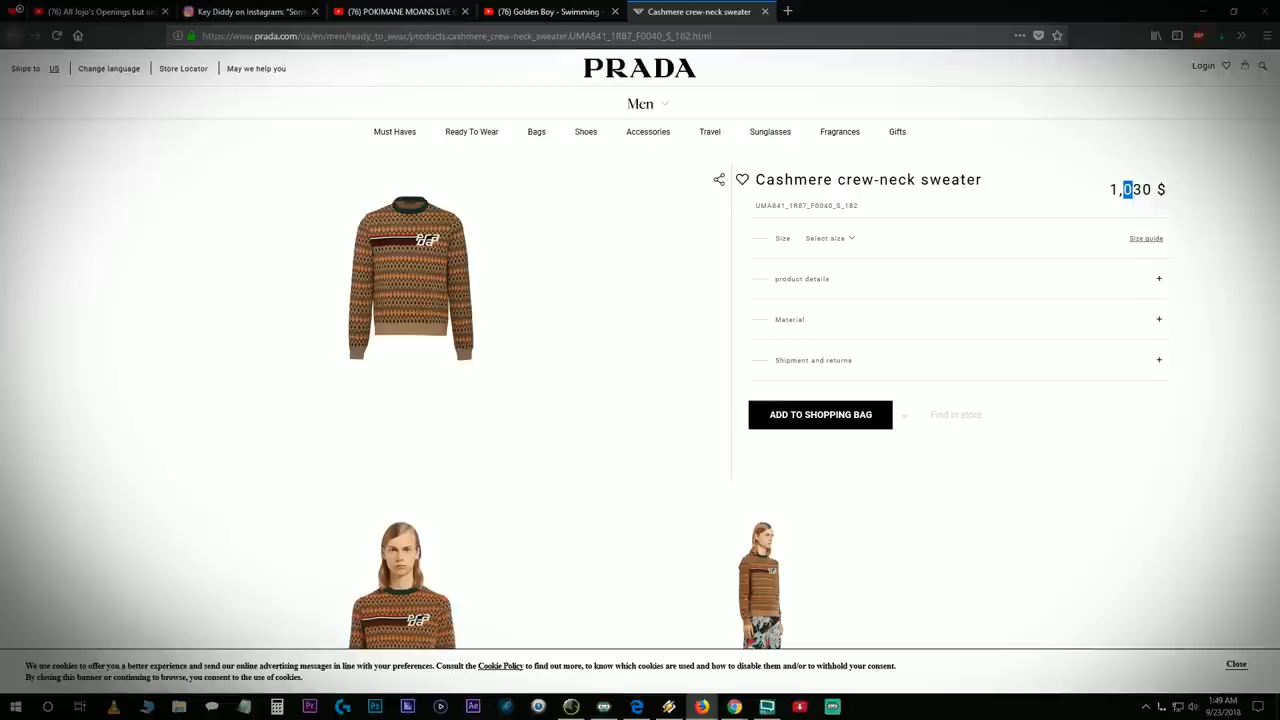 (76) All Jojo's Openings but on
Key Diddy on Instagram: "Som
(76) POKIMANE MOANS LIVE
(76) Golden Boy - Swimming -
Cashmere crew-neck sweater
https://www.prada.com/us/en/men/ready_to_wear/products.cashmere_crew-neck_sweater.UMA841_1R87_F0040_S_182.html
Ships to US
Change language
Store Locator
May we help you
PRADA
Login
Men
Must Haves
Ready To Wear
Bags
Shoes
Accessories
Travel
Sunglasses
Fragrances
Gifts
Cashmere crew-neck sweater
1,030 $
UMA841_1R87_F0040_S_182
Size Select size
Size guide
product details +
Material +
Shipment and returns +
ADD TO SHOPPING BAG
or
Find in store
We use cookies to offer you a better experience and send our online advertising messages in line with your preferences. Consult the Cookie Policy to find out more, to know which cookies are used and how to disable them and/or to withhold your consent.
By closing this banner or continuing to browse, you consent to the use of cookies.
Close
1:49 AM
9/23/2018